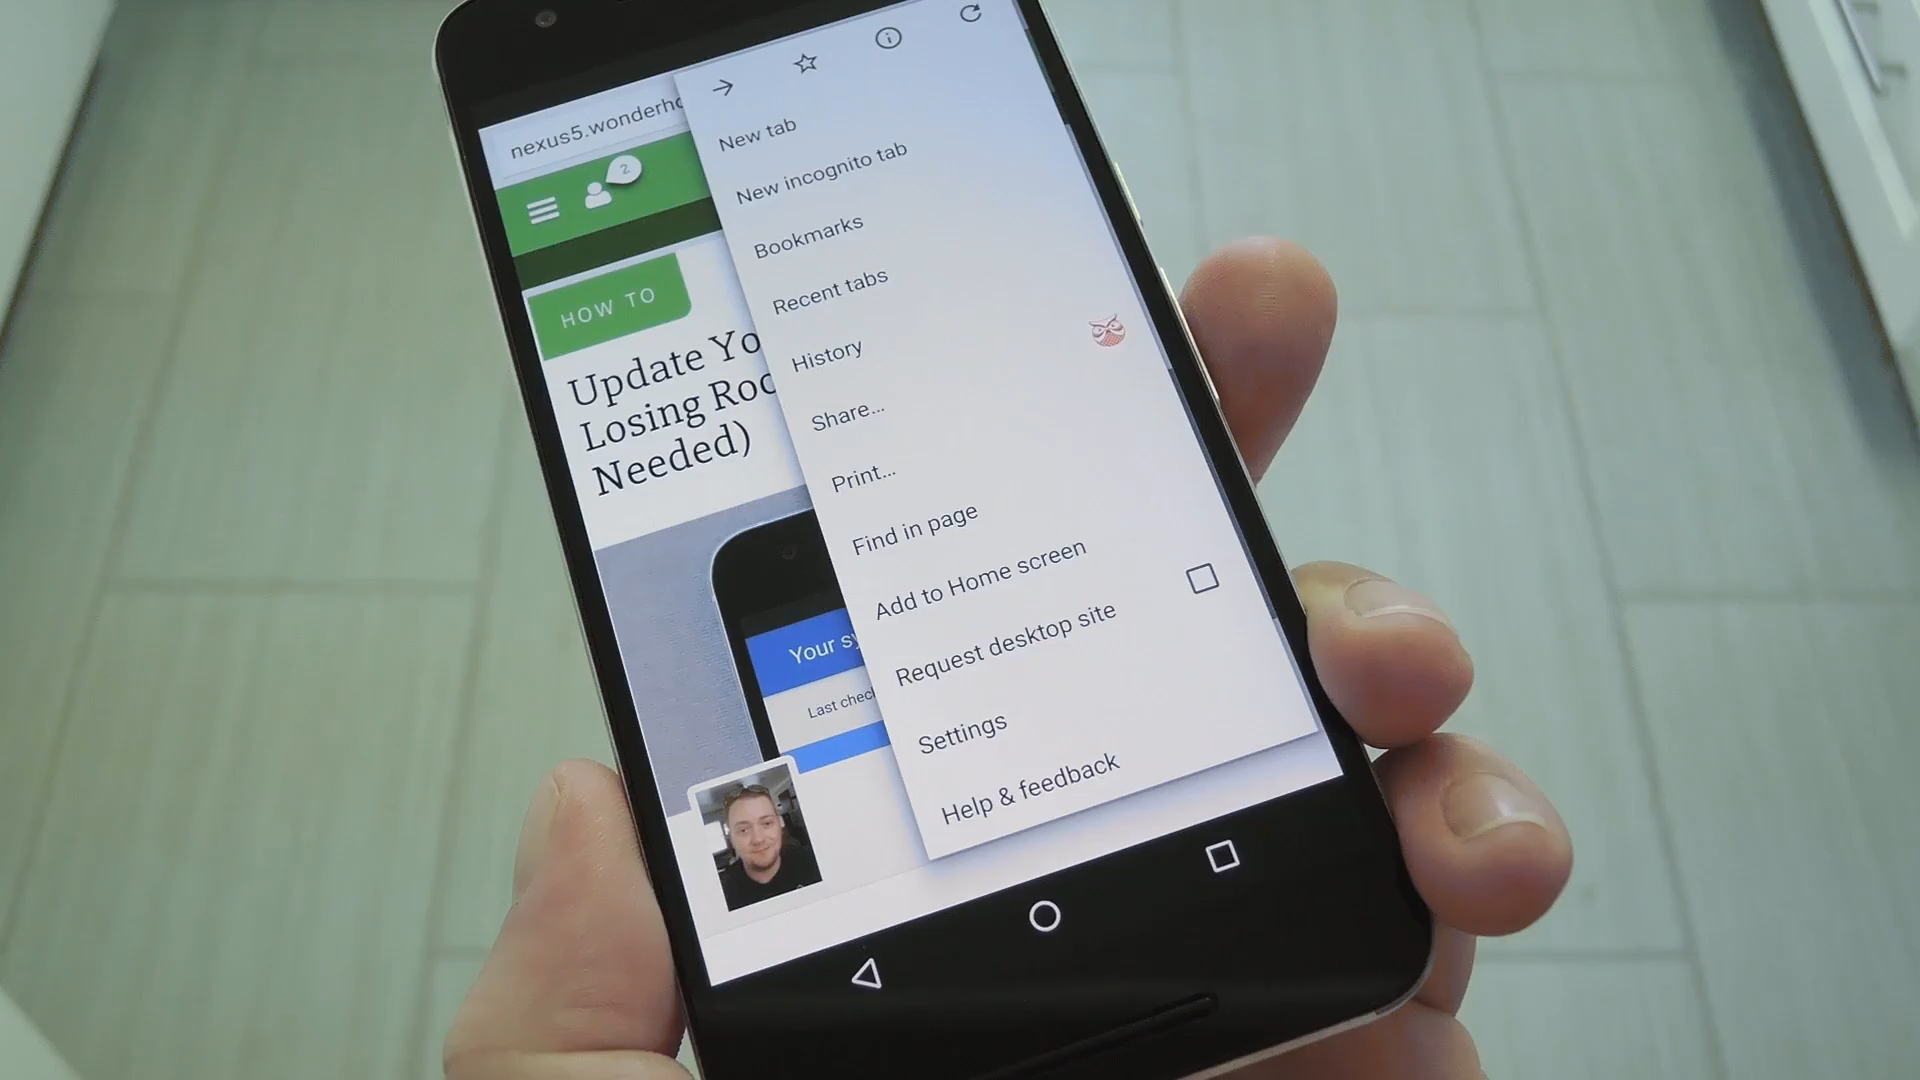 nexus5.wonderho
2
HOW TO
Update Yo
Losing Roo
Needed)
Your sy
Last chec
New tab
New incognito tab
Bookmarks
Recent tabs
History
Share...
Print...
Find in page
Add to Home screen
Request desktop site
Settings
Help & feedback